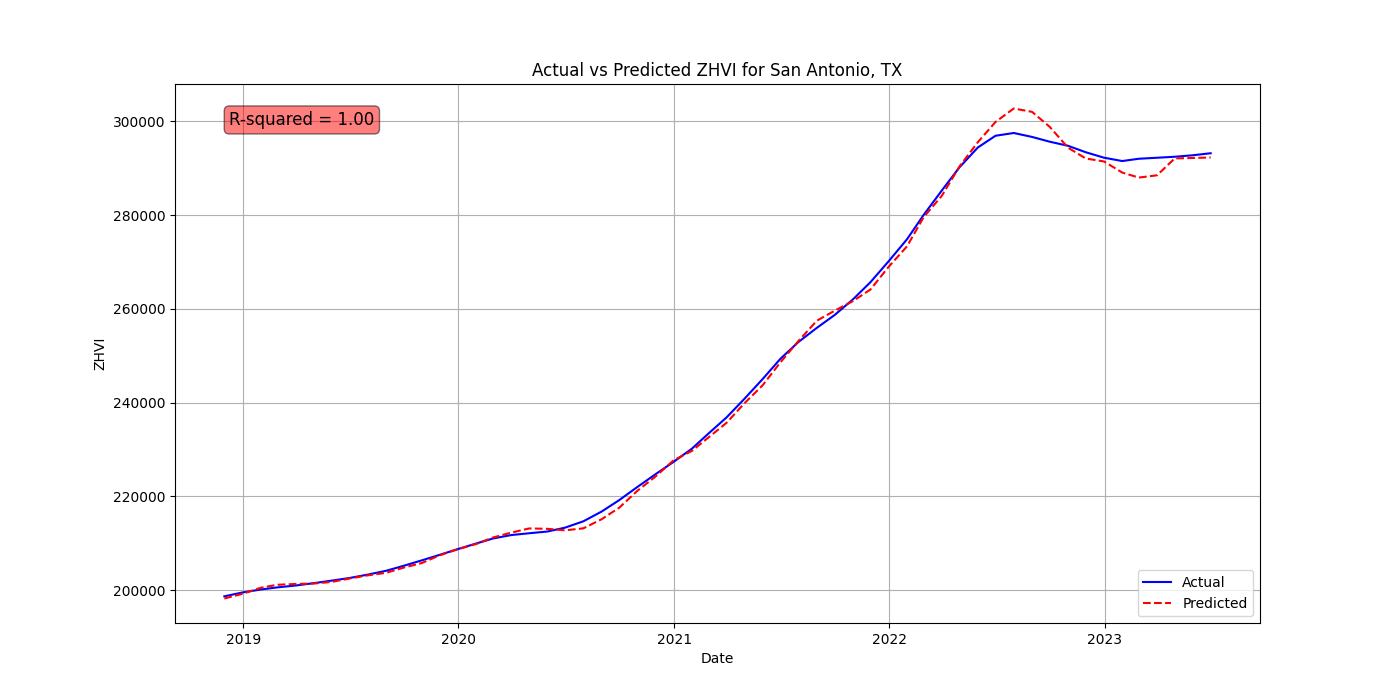 Actual vs Predicted ZHVI for San Antonio, TX
R-squared = 1.00
300000
280000
260000
240000
220000
200000
ZHVI
2019 2020 2021 2022 2023
Date
Actual
Predicted